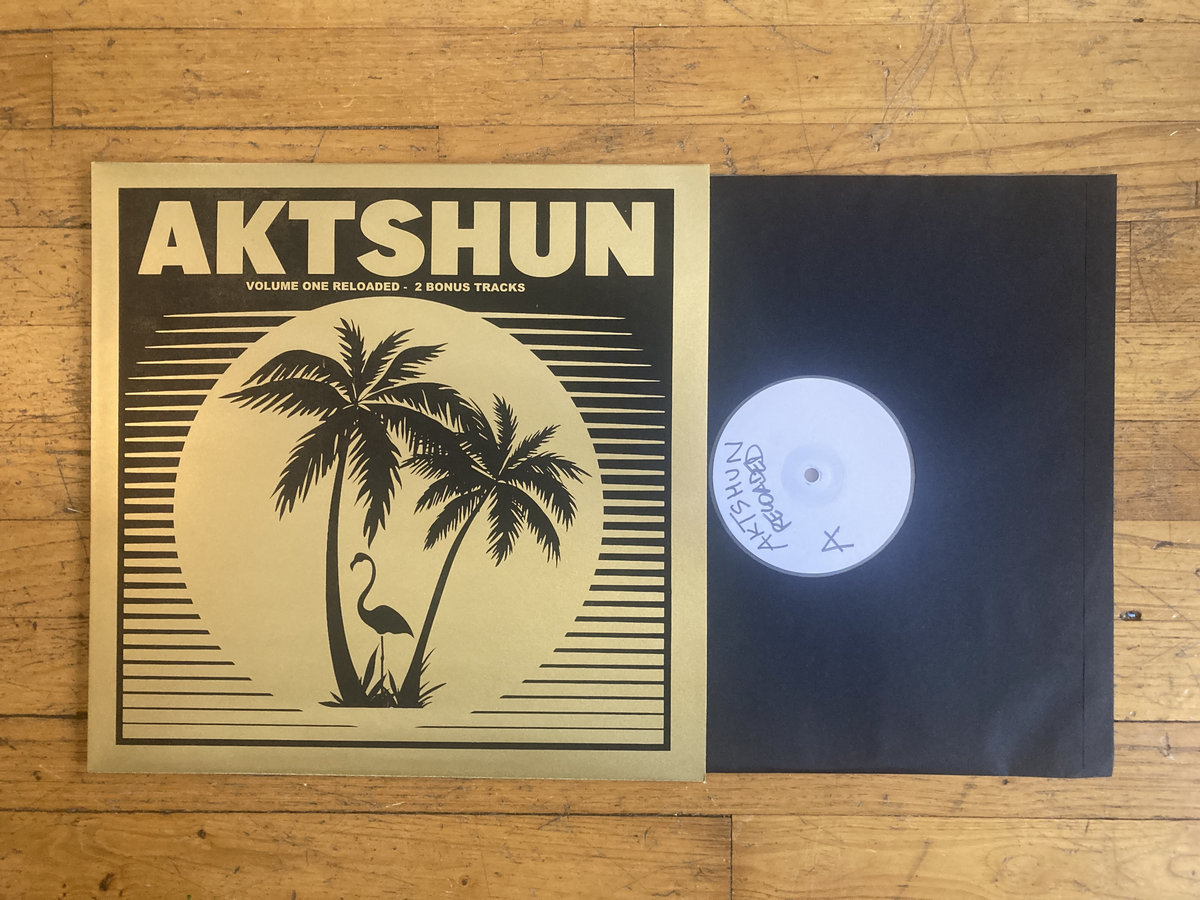 AKTSHUN
VOLUME ONE RELOADED - 2 BONUS TRACKS
AKTSHUN
RELOADED
A